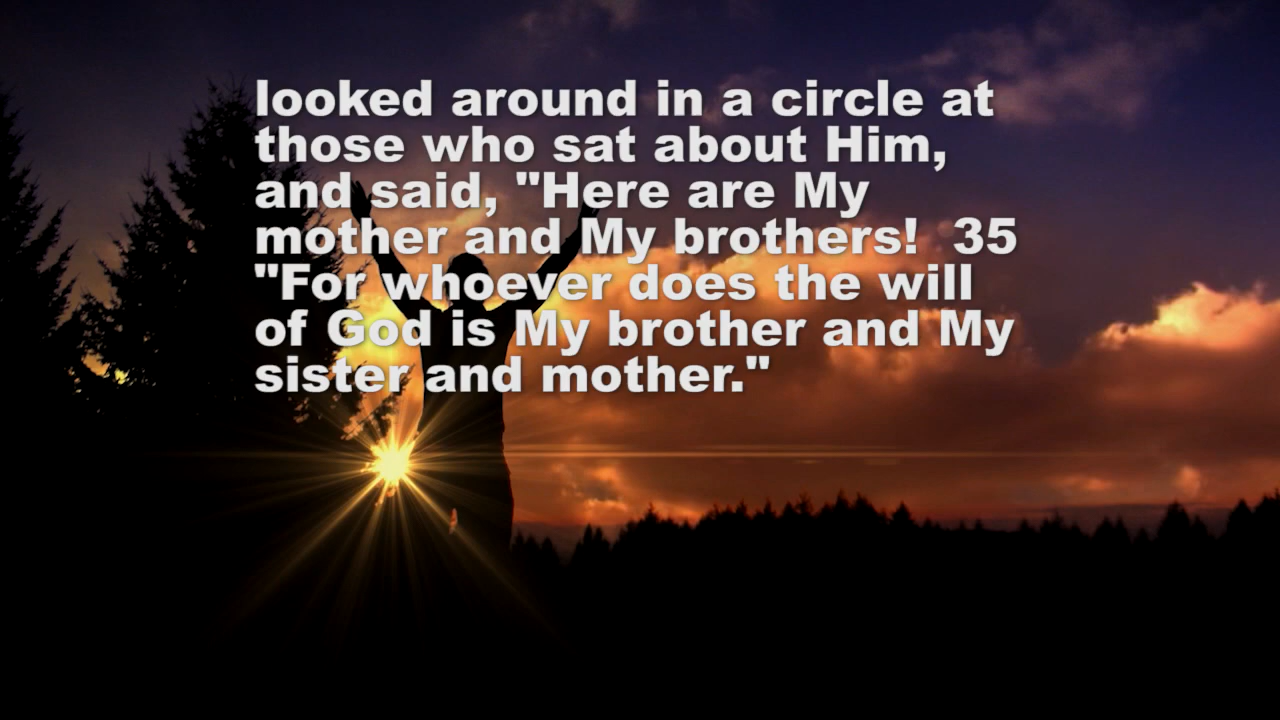 looked around in a circle at
those who sat about Him,
and said, "Here are My
mother and My brothers!  35
"For whoever does the will
of God is My brother and My
sister and mother."